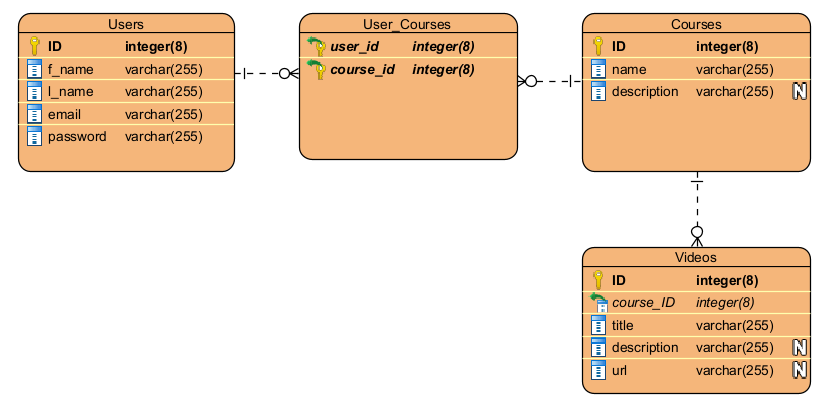 Users
ID integer(8)
f_name varchar(255)
l_name varchar(255)
email varchar(255)
password varchar(255)
User_Courses
user_id integer(8)
course_id integer(8)
Courses
ID integer(8)
name varchar(255)
description varchar(255) N
Videos
ID integer(8)
course_ID integer(8)
title varchar(255)
description varchar(255) N
url varchar(255) N